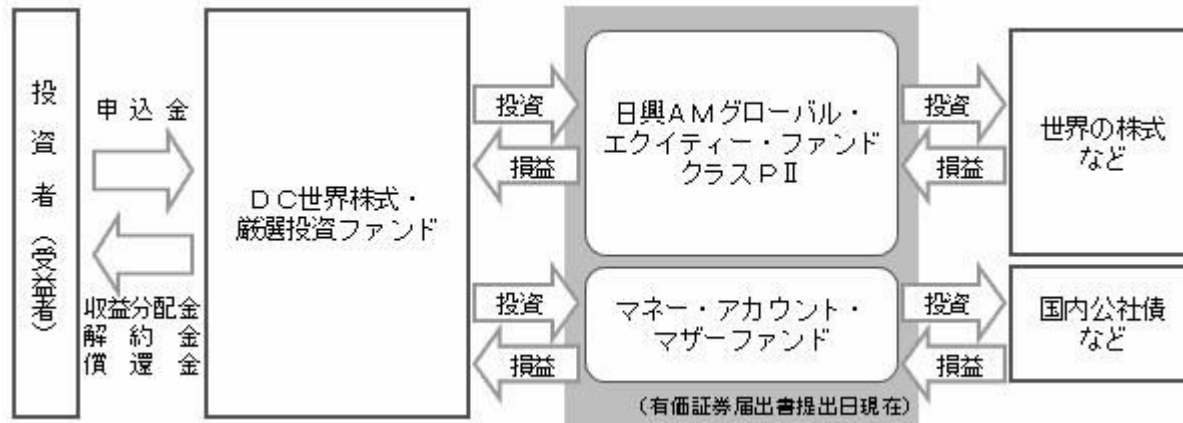 投資者（受益者）
申込金
収益分配金
解約金
償還金
ＤＣ世界株式・
厳選投資ファンド
投資
損益
投資
損益
日興ＡＭグローバル・
エクイティー・ファンド
クラスＰⅡ
マネー・アカウント・
マザーファンド
（有価証券届出書提出日現在）
投資
損益
投資
損益
世界の株式
など
国内公社債
など